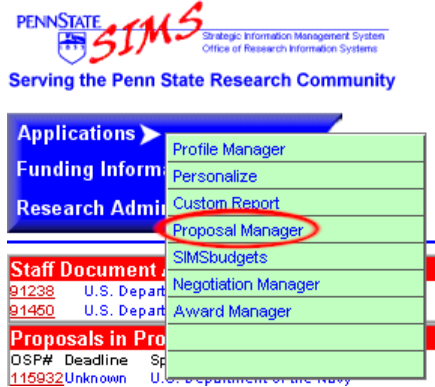 PENNSTATE
1855
SIMS
Strategic Information Management System
Office of Research Information Systems
Serving the Penn State Research Community
Applications
Profile Manager
Funding Informa
Personalize
Research Admin
Custom Report
Proposal Manager
SIMSbudgets
Staff Document A
Negotiation Manager
91238 U.S. Depart
91450 U.S. Depart
Award Manager
Proposals in Pro
OSP# Deadline Sp
115932 Unknown U.S. Department of the Navy